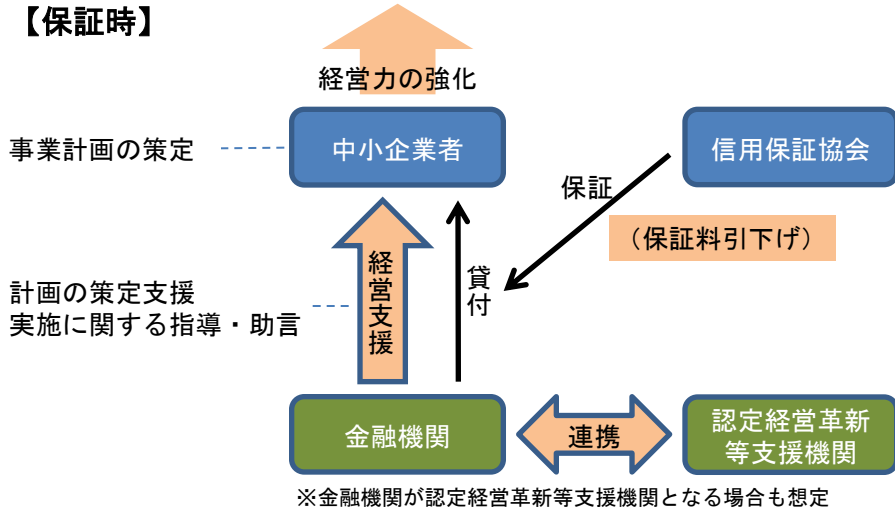 【保証時】
経営力の強化
事業計画の策定
中小企業者
信用保証協会
保証
（保証料引下げ）
貸付
経営支援
計画の策定支援
実施に関する指導・助言
金融機関
連携
認定経営革新
等支援機関
※金融機関が認定経営革新等支援機関となる場合も想定